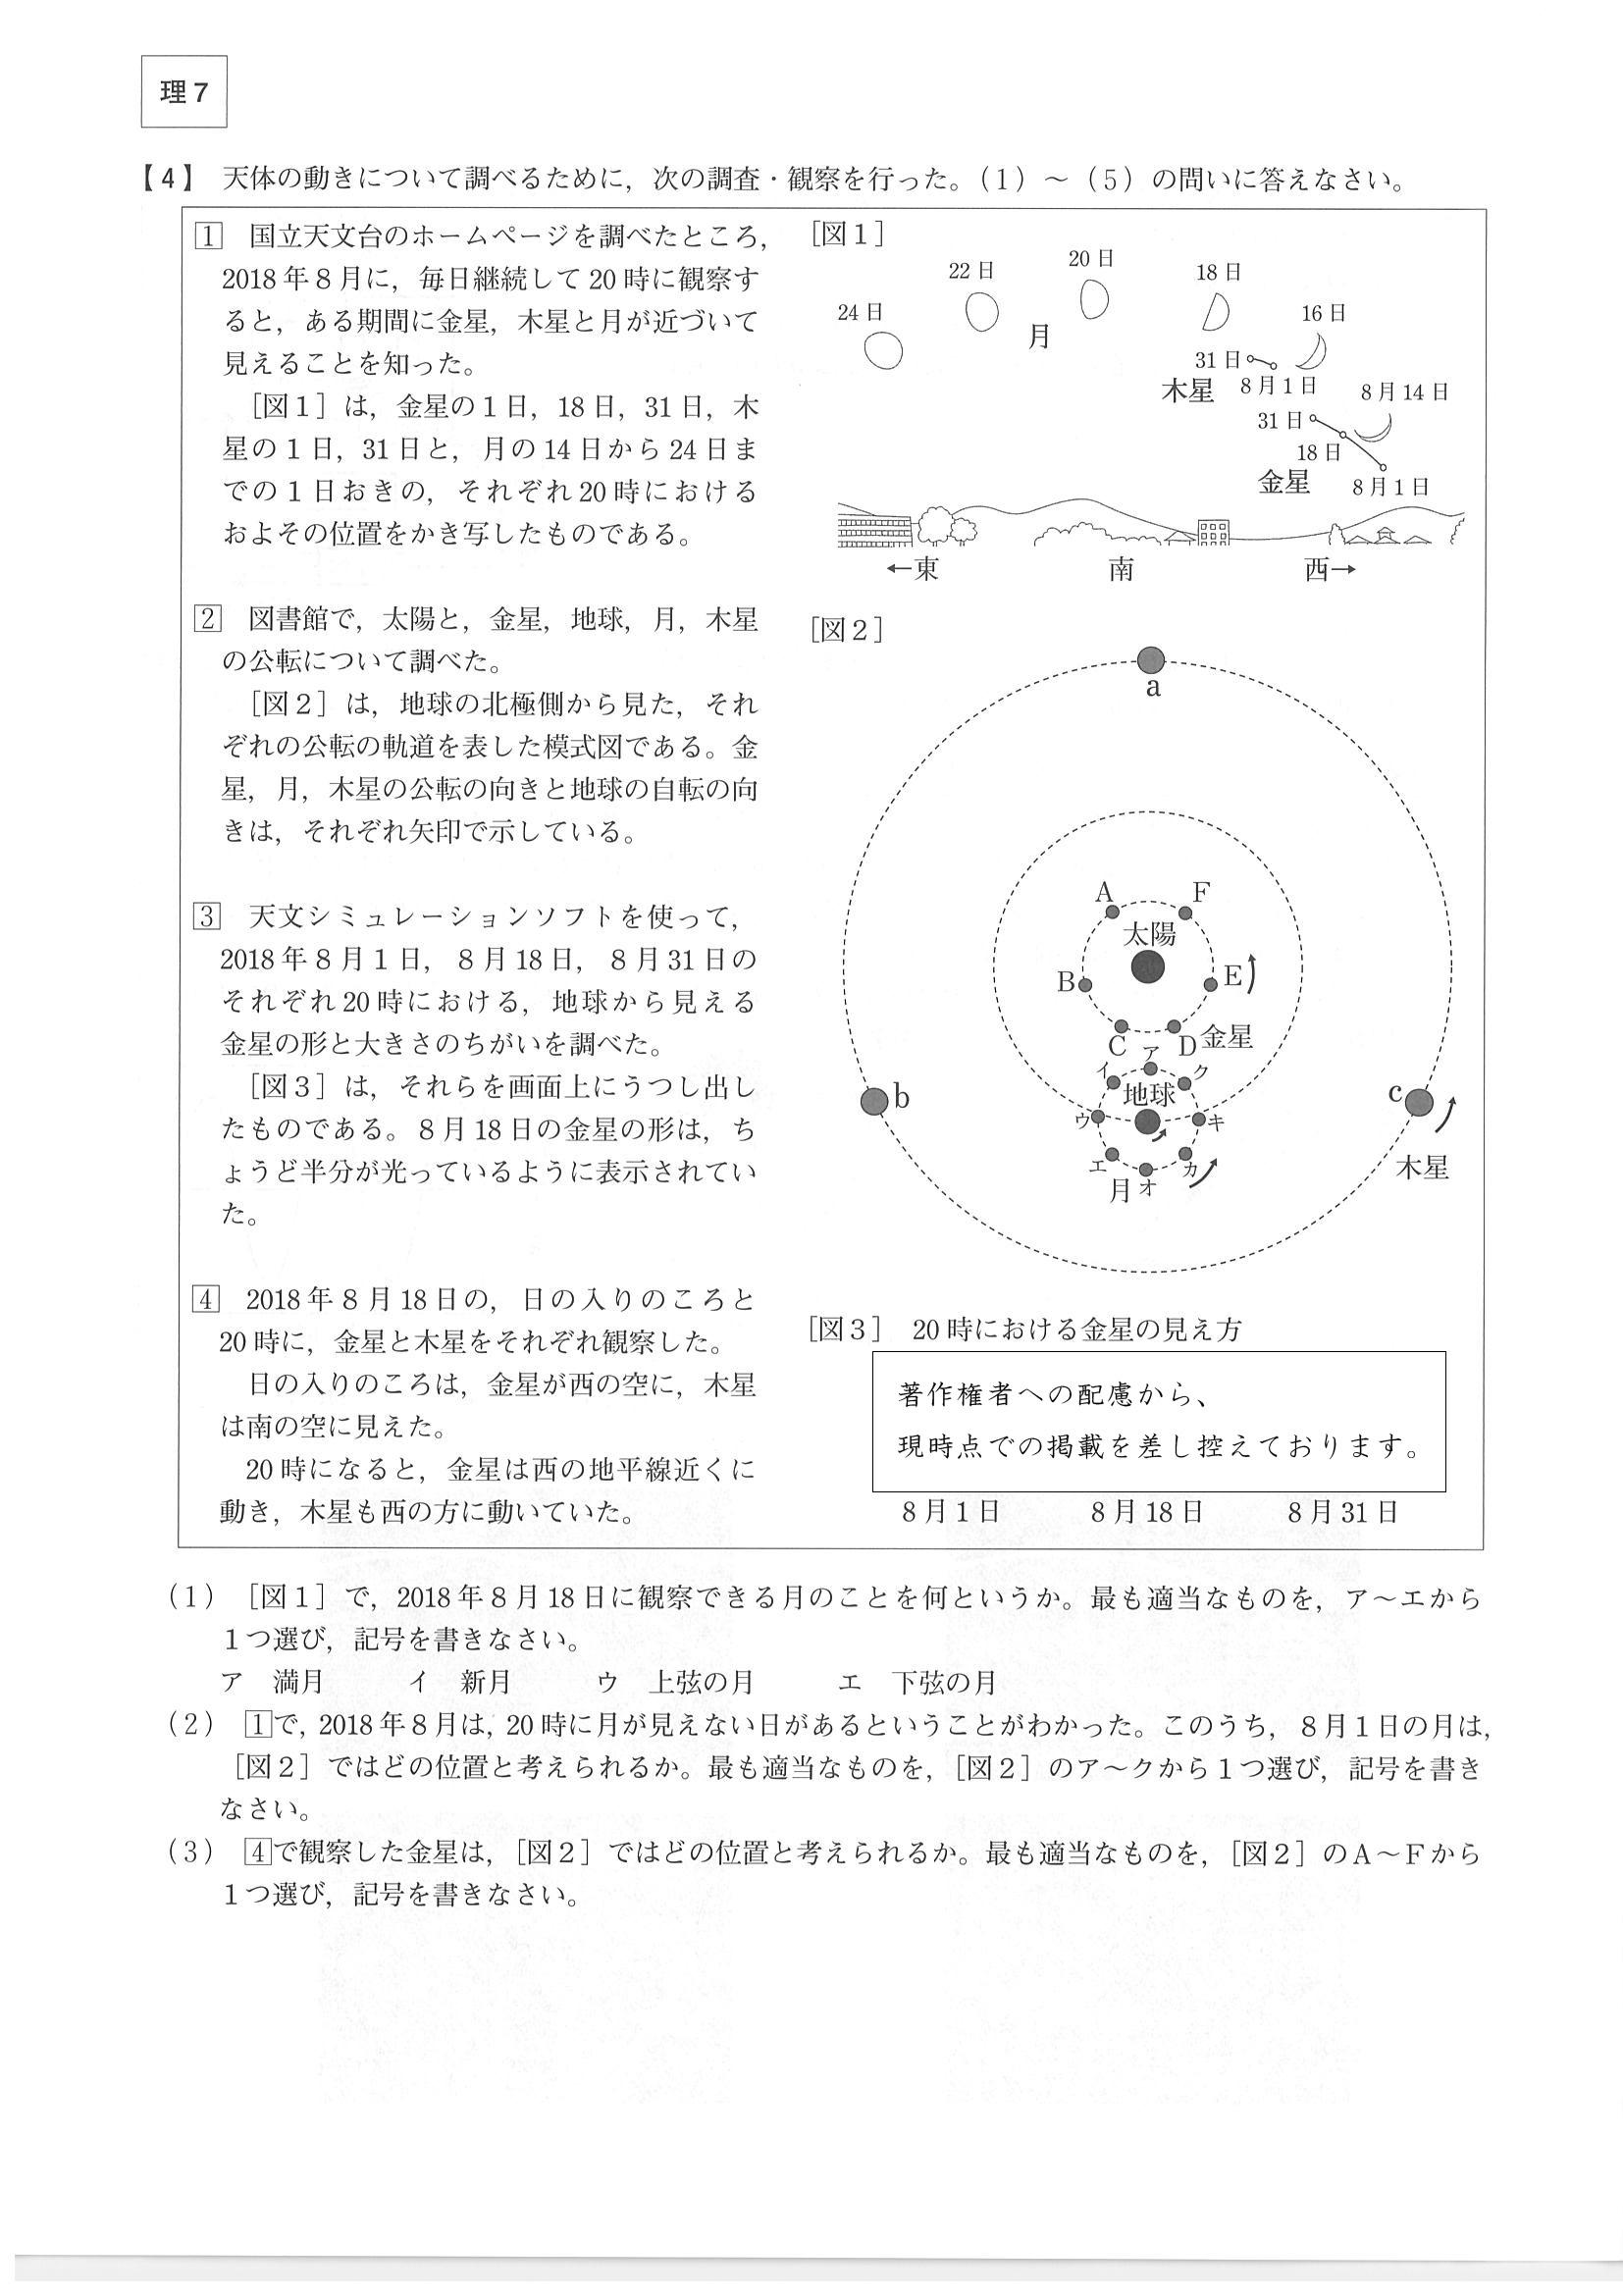 理7
【4】 天体の動きについて調べるために，次の調査・観察を行った。（1）～（5）の問いに答えなさい。
1 国立天文台のホームページを調べたところ，
2018年8月に，毎日継続して20時に観察す
ると，ある期間に金星，木星と月が近づいて
見えることを知った。
［図1］は，金星の1日，18日，31日，木
星の1日，31日と，月の14日から24日ま
での1日おきの，それぞれ20時における
およその位置をかき写したものである。
［図1］
24日
22日
20日
18日
16日
月
31日
木星
8月1日
8月14日
31日
18日
金星
8月1日
←東
南
西→
2 図書館で，太陽と，金星，地球，月，木星
の公転について調べた。
［図2］は，地球の北極側から見た，それ
ぞれの公転の軌道を表した模式図である。金
星，月，木星の公転の向きと地球の自転の向
きは，それぞれ矢印で示している。
［図2］
a
A
F
太陽
B
E
C
D
金星
ア
イ
ク
地球
b
c
ウ
キ
エ
カ
月
オ
木星
3 天文シミュレーションソフトを使って，
2018年8月1日，8月18日，8月31日の
それぞれ20時における，地球から見える
金星の形と大きさのちがいを調べた。
［図3］は，それらを画面上にうつし出し
たものである。8月18日の金星の形は，ち
ょうど半分が光っているように表示されてい
た。
4 2018年8月18日の，日の入りのころと
20時に，金星と木星をそれぞれ観察した。
日の入りのころは，金星が西の空に，木星
は南の空に見えた。
20時になると，金星は西の地平線近くに
動き，木星も西の方に動いていた。
［図3］ 20時における金星の見え方
著作権者への配慮から、
現時点での掲載を差し控えております。
8月1日 8月18日 8月31日
（1） ［図1］で，2018年8月18日に観察できる月のことを何というか。最も適当なものを，ア～エから
1つ選び，記号を書きなさい。
ア 満月 イ 新月 ウ 上弦の月 エ 下弦の月
（2） 1で，2018年8月は，20時に月が見えない日があるということがわかった。このうち，8月1日の月は，
［図2］ではどの位置と考えられるか。最も適当なものを，［図2］のア～クから1つ選び，記号を書き
なさい。
（3） 4で観察した金星は，［図2］ではどの位置と考えられるか。最も適当なものを，［図2］のA～Fから
1つ選び，記号を書きなさい。